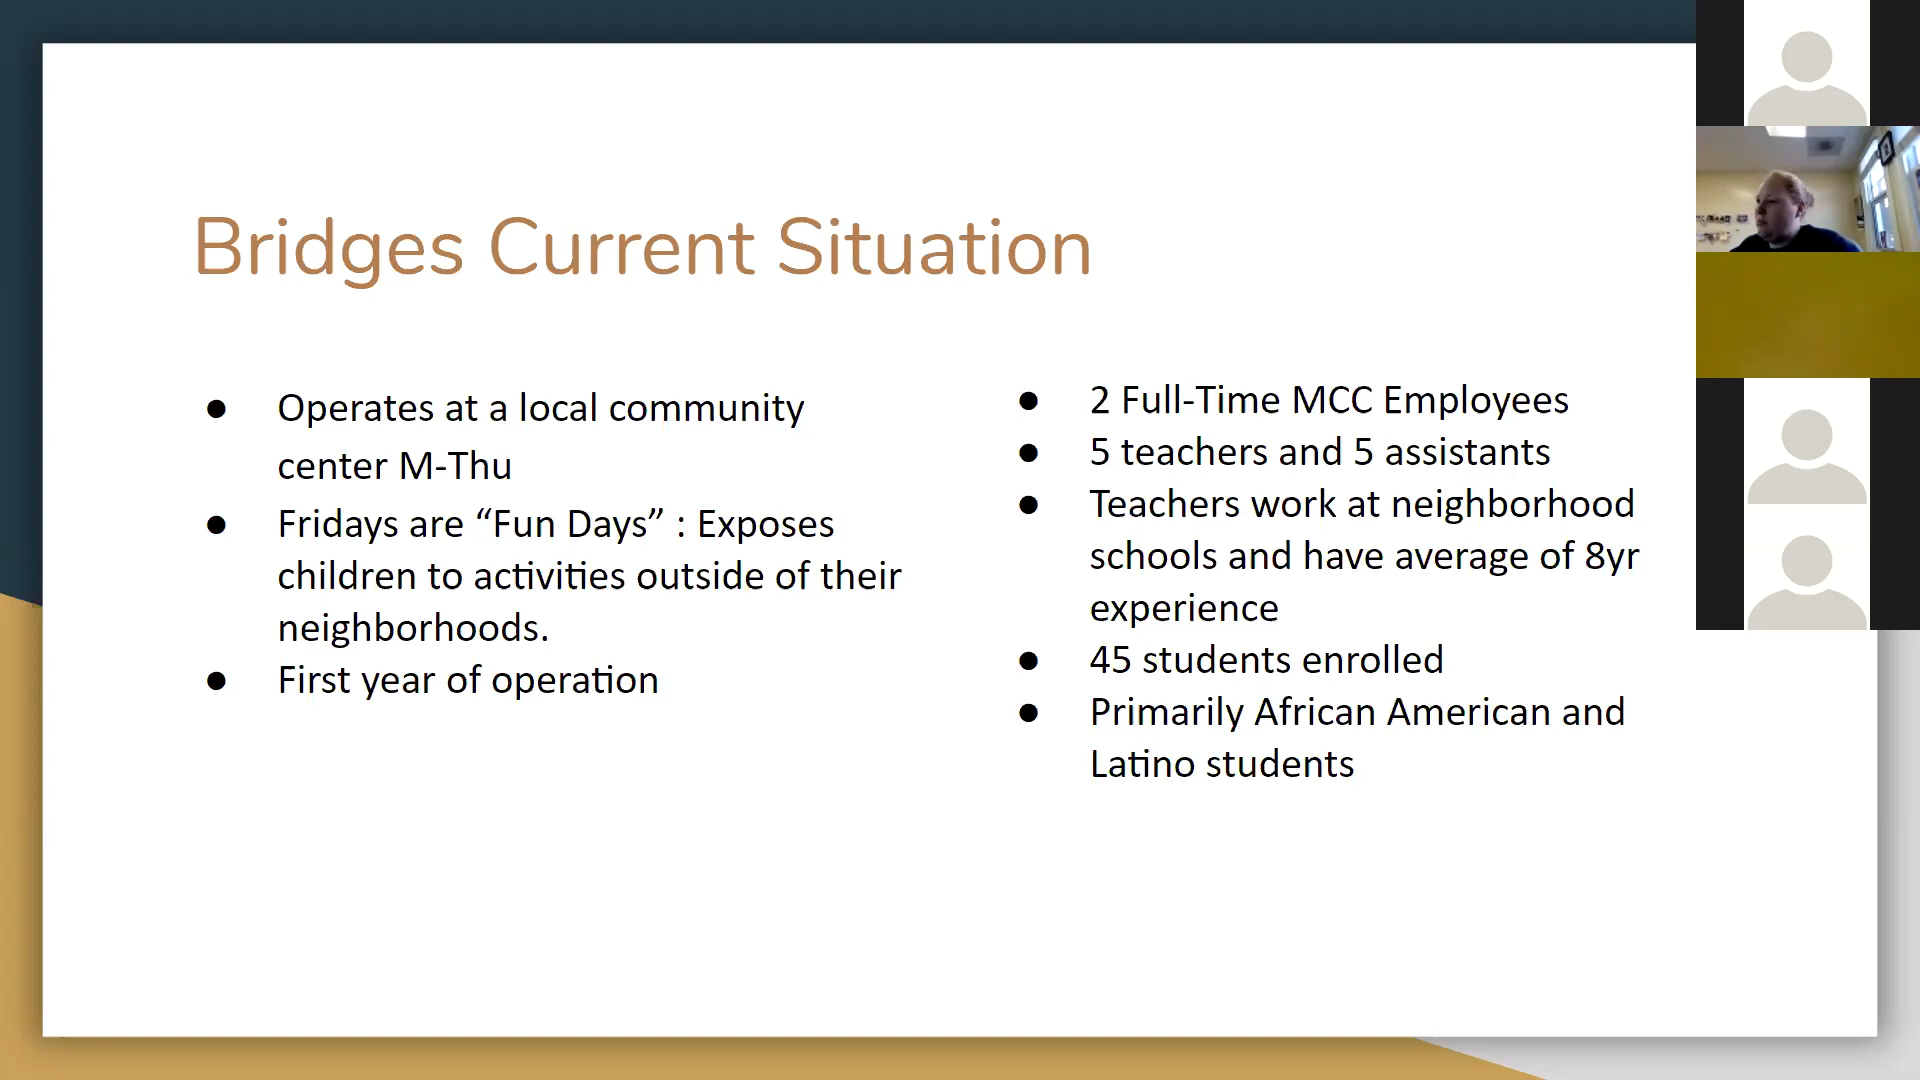 Bridges Current Situation
● Operates at a local community
center M-Thu
● Fridays are “Fun Days” : Exposes
children to activities outside of their
neighborhoods.
● First year of operation
● 2 Full-Time MCC Employees
● 5 teachers and 5 assistants
● Teachers work at neighborhood
schools and have average of 8yr
experience
● 45 students enrolled
● Primarily African American and
Latino students